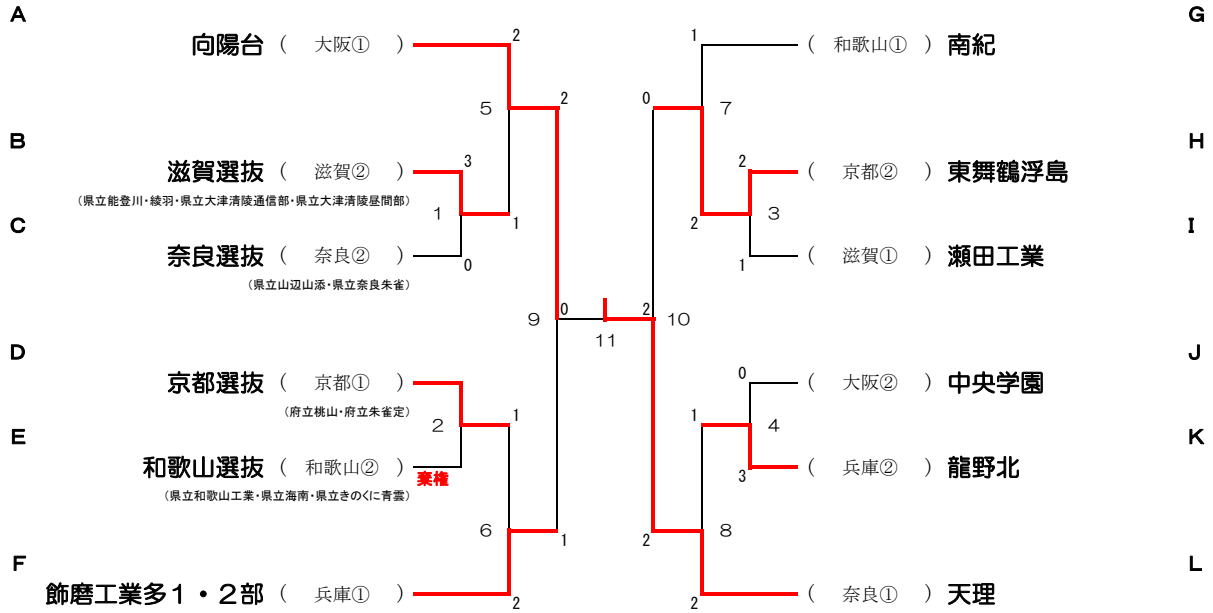 A
G
向陽台 ( 大阪① )
2
1
( 和歌山① ) 南紀
5
2
0
7
B
H
滋賀選抜 ( 滋賀② )
3
2
( 京都② ) 東舞鶴浮島
(県立能登川・綾羽・県立大津清陵通信部・県立大津清陵昼間部)
1
1
2
3
C
I
奈良選抜 ( 奈良② )
0
1
( 滋賀① ) 瀬田工業
(県立山辺山添・県立奈良朱雀)
9
0
11
2
10
D
J
京都選抜 ( 京都① )
0
( 大阪② ) 中央学園
(府立桃山・府立朱雀定)
2
1
1
4
E
K
和歌山選抜 ( 和歌山② )
棄権
3
( 兵庫② ) 龍野北
(県立和歌山工業・県立海南・県立きのくに青雲)
6
1
2
8
F
L
飾磨工業多1・2部 ( 兵庫① )
2
2
( 奈良① ) 天理